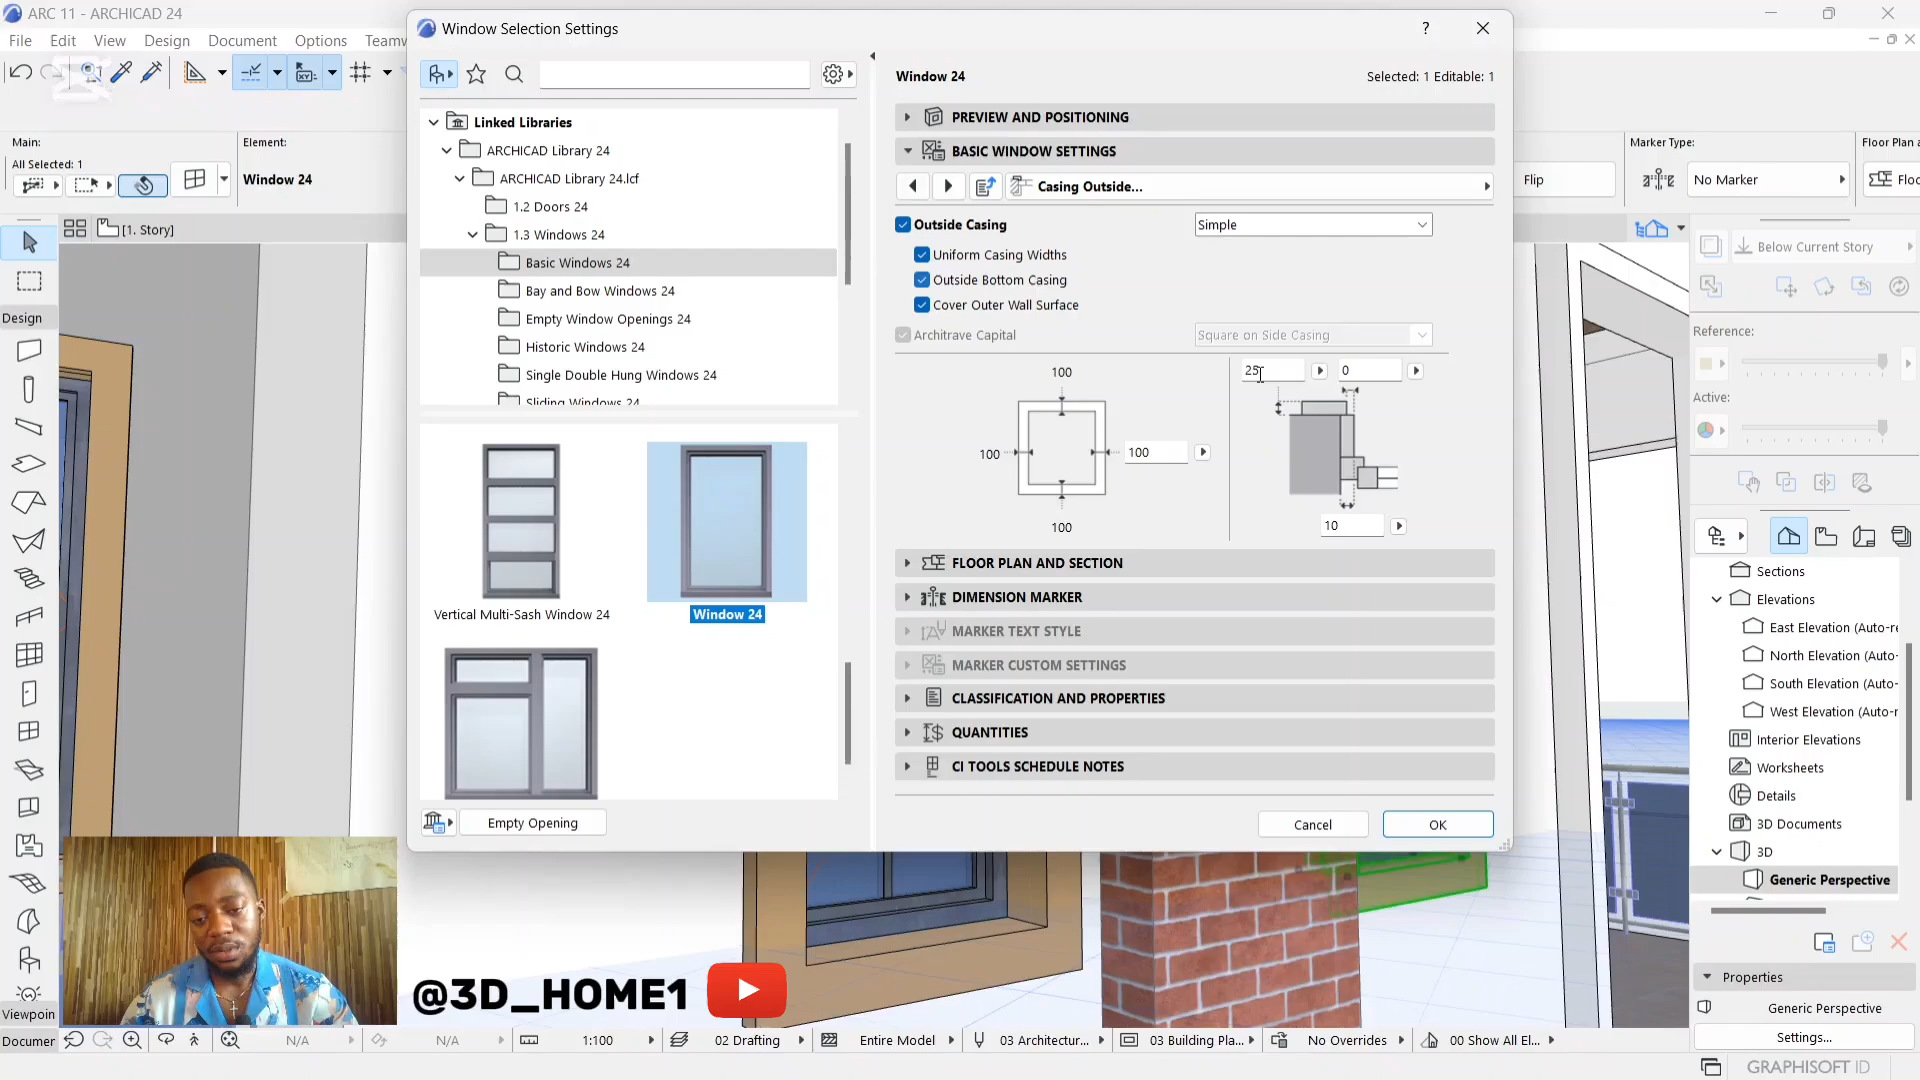 ARC 11 - ARCHICAD 24
File Edit View Design Document Options Teamw
Main:
All Selected: 1
Element:
Window 24
[1. Story]
Design
Viewpoin
Documer
Window Selection Settings
?
Linked Libraries
ARCHICAD Library 24
ARCHICAD Library 24.lcf
1.2 Doors 24
1.3 Windows 24
Basic Windows 24
Bay and Bow Windows 24
Empty Window Openings 24
Historic Windows 24
Single Double Hung Windows 24
Sliding Windows 24
Vertical Multi-Sash Window 24
Window 24
Empty Opening
Window 24
Selected: 1 Editable: 1
PREVIEW AND POSITIONING
BASIC WINDOW SETTINGS
Casing Outside...
Outside Casing
Simple
Uniform Casing Widths
Outside Bottom Casing
Cover Outer Wall Surface
Architrave Capital
Square on Side Casing
100
100
100
100
25
0
10
FLOOR PLAN AND SECTION
DIMENSION MARKER
MARKER TEXT STYLE
MARKER CUSTOM SETTINGS
CLASSIFICATION AND PROPERTIES
QUANTITIES
CI TOOLS SCHEDULE NOTES
Cancel
OK
Flip
Marker Type:
No Marker
Floor Plan a
Floo
Below Current Story
Reference:
Active:
Sections
Elevations
East Elevation (Auto-re
North Elevation (Auto-
South Elevation (Auto-
West Elevation (Auto-r
Interior Elevations
Worksheets
Details
3D Documents
3D
Generic Perspective
Properties
Generic Perspective
Settings...
@3D_HOME1
N/A
N/A
1:100
02 Drafting
Entire Model
03 Architectur...
03 Building Pla...
No Overrides
00 Show All El...
GRAPHISOFT ID